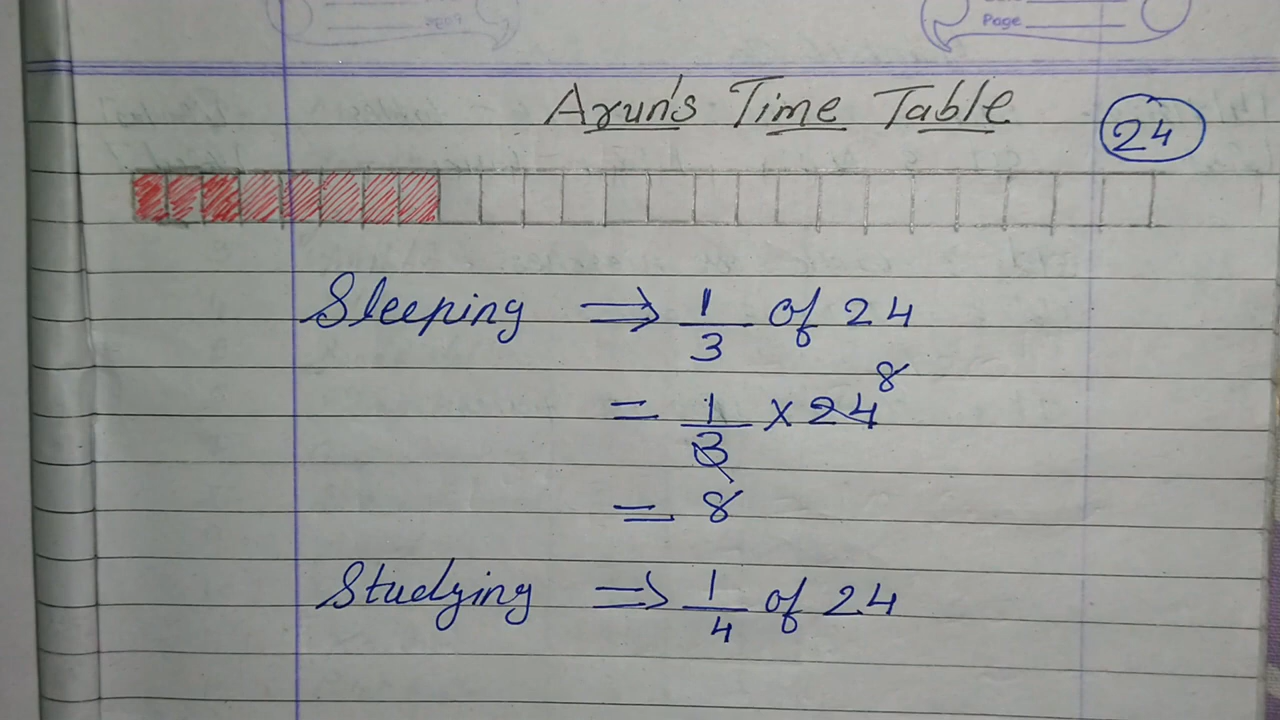 Page
Arun's Time Table
24
Sleeping ⇒ 1/3 of 24
= 1/3 × 24 8
= 8
Studying ⇒ 1/4 of 24